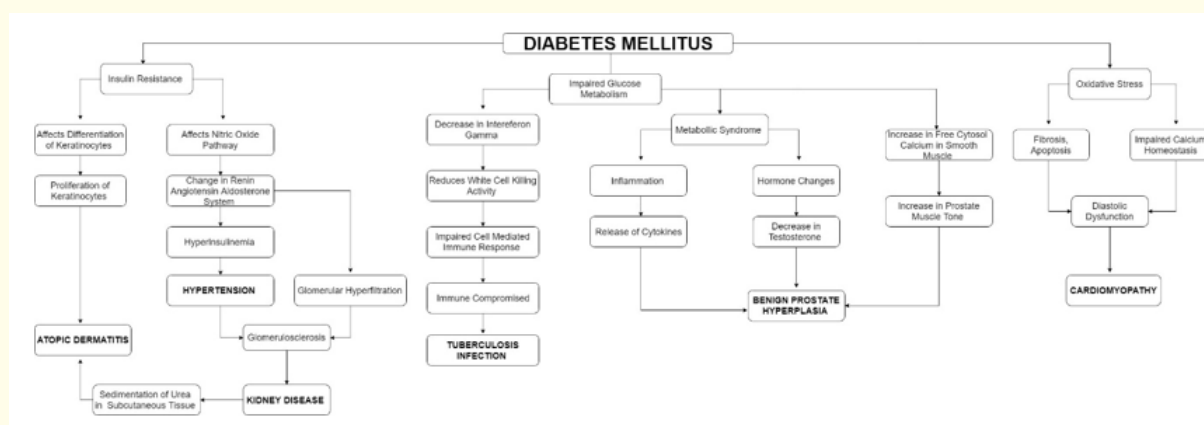 DIABETES MELLITUS
Insulin Resistance
Impaired Glucose
Metabolism
Oxidative Stress
Affects Differentiation
of Keratinocytes
Affects Nitric Oxide
Pathway
Decrease in Intereferon
Gamma
Metabollic Syndrome
Increase in Free Cytosol
Calcium in Smooth
Muscle
Fibrosis,
Apoptosis
Impaired Calcium
Homeostasis
Proliferation of
Keratinocytes
Change in Renin
Angiotensin Aldosterone
System
Reduces White Cell Killing
Activity
Inflammation
Hormone Changes
Increase in Prostate
Muscle Tone
Diastolic
Dysfunction
Hyperinsulinemia
Impaired Cell Mediated
Immune Response
Release of Cytokines
Decrease in
Testosterone
HYPERTENSION
Glomerular Hyperfiltration
Immune Compromised
BENIGN PROSTATE
HYPERPLASIA
CARDIOMYOPATHY
ATOPIC DERMATITIS
Glomerulosclerosis
TUBERCULOSIS
INFECTION
Sedimentation of Urea
in Subcutaneous Tissue
KIDNEY DISEASE